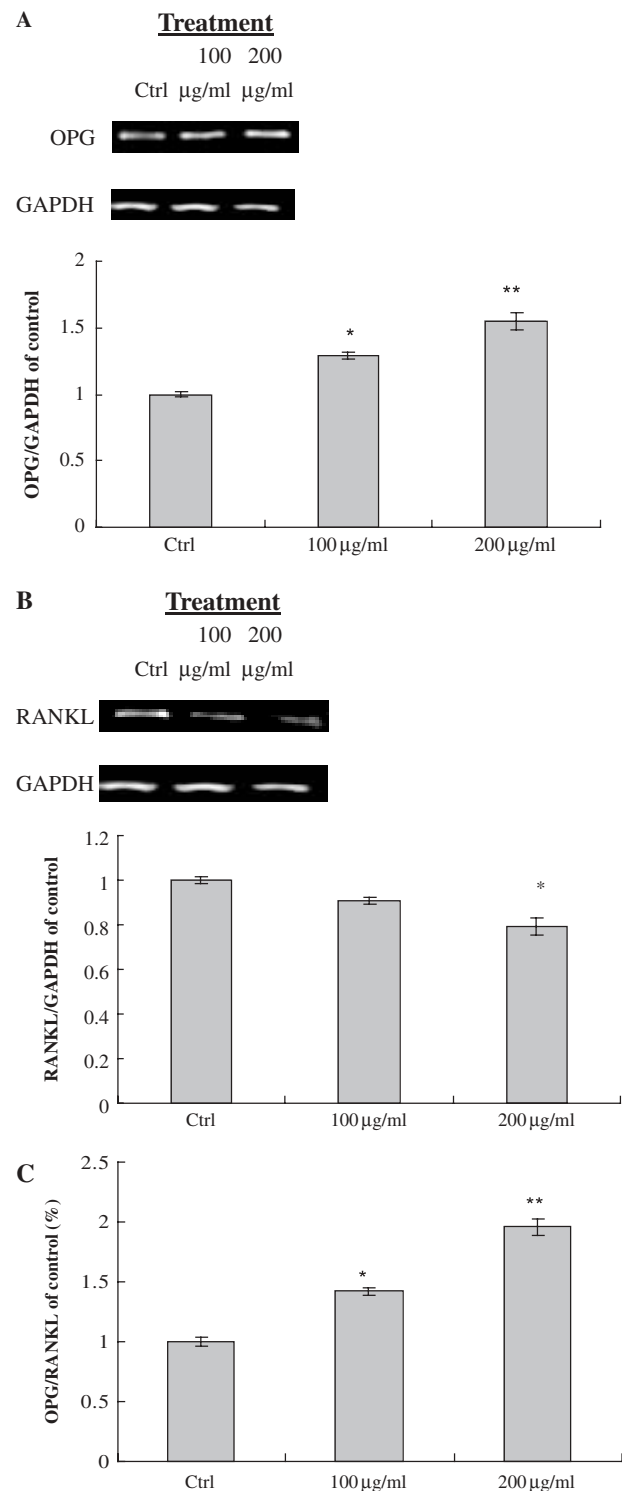 A
Treatment
100 200
Ctrl µg/ml µg/ml
OPG
GAPDH
OPG/GAPDH of control
2
1.5
1
0.5
0
*
**
Ctrl 100 µg/ml 200 µg/ml
B
Treatment
100 200
Ctrl µg/ml µg/ml
RANKL
GAPDH
RANKL/GAPDH of control
1.2
1
0.8
0.6
0.4
0.2
0
*
Ctrl 100 µg/ml 200 µg/ml
C
OPG/RANKL of control (%)
2.5
2
1.5
1
0.5
0
*
**
Ctrl 100 µg/ml 200 µg/ml